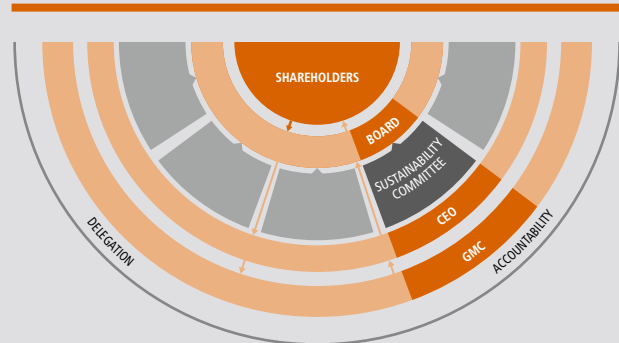 SHAREHOLDERS
BOARD
SUSTAINABILITY
COMMITTEE
CEO
GMC
DELEGATION
ACCOUNTABILITY